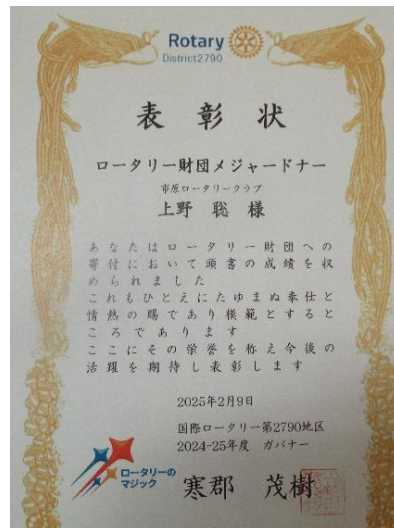 Rotary
District2790
表彰状
ロータリー財団メジャードナー
市原ロータリークラブ
上野 聡 様
あなたはロータリー財団への
寄付において頭書の成績を収
められました
これもひとえにたゆまぬ奉仕と
情熱の賜であり模範とすると
ころであります
ここにその栄誉を称え今後の
活躍を期待し表彰します
2025年2月9日
国際ロータリー第2790地区
2024-25年度 ガバナー
ロータリーの
マジック
寒郡 茂樹